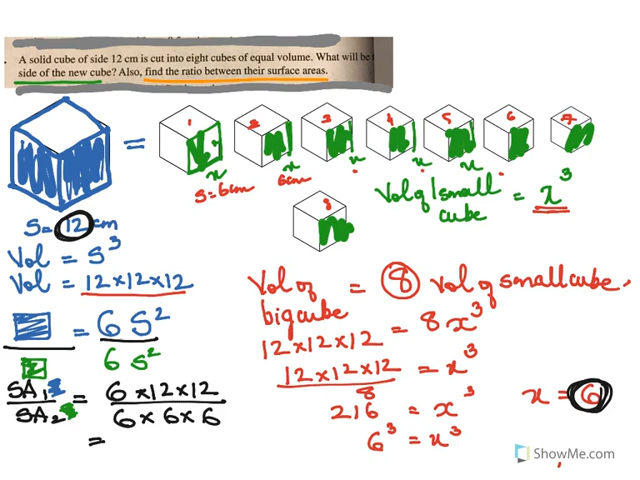 A solid cube of side 12 cm is cut into eight cubes of equal volume. What will be
side of the new cube? Also, find the ratio between their surface areas.
=
1 2 3 4 5 6 7
x x x x x
S=6cm 6cm
8
Vol of 1 small cube = x³
S= 12 cm
Vol = S³
Vol = 12×12×12
= 6 S²
6 S²
SA₁ = 6×12×12
SA₂ 6×6×6
=
Vol of big cube = 8 Vol of small cube.
12×12×12 = 8x³
12×12×12 = x³
8
216 = x³
6³ = x³
x = 6
ShowMe.com